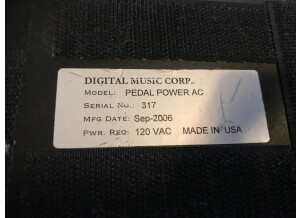 DIGITAL MUSIC CORP.
MODEL: PEDAL POWER AC
SERIAL NO.: 317
MFG DATE: Sep-2006
PWR. REQ: 120 VAC MADE IN USA